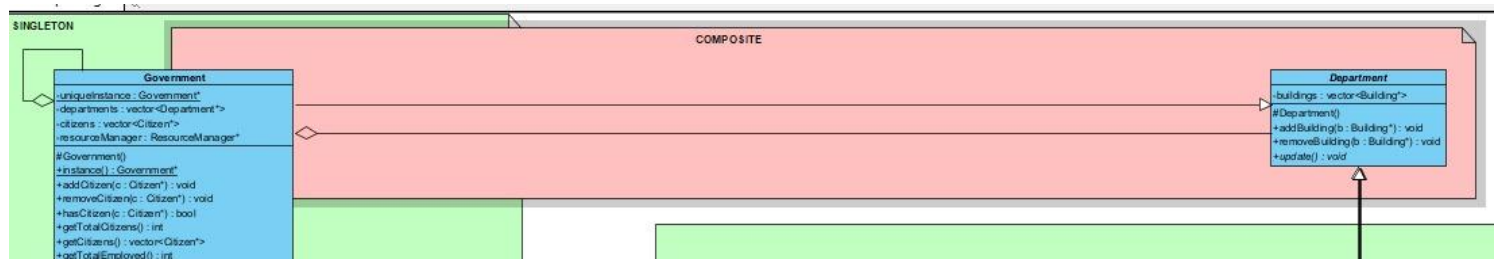 SINGLETON
COMPOSITE
Government
-uniqueInstance : Government*
-departments : vector<Department*>
-citizens : vector<Citizen*>
-resourceManager : ResourceManager*
#Government()
+instance() : Government*
+addCitizen(c : Citizen*) : void
+removeCitizen(c : Citizen*) : void
+hasCitizen(c : Citizen*) : bool
+getTotalCitizens() : int
+getCitizens() : vector<Citizen*>
+getTotalEmployed() : int
Department
-buildings : vector<Building*>
#Department()
+addBuilding(b : Building*) : void
+removeBuilding(b : Building*) : void
+update() : void